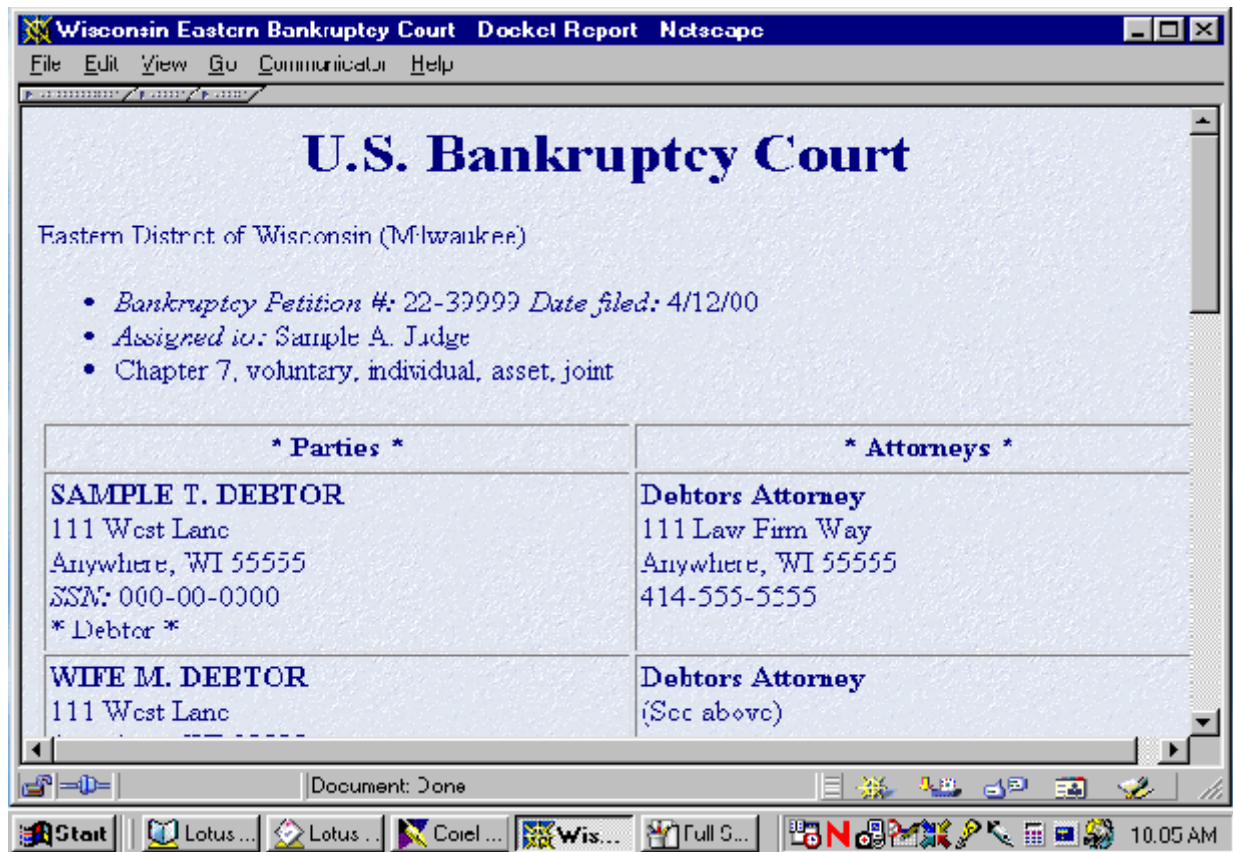 Wisconsin Eastern Bankruptcy Court Docket Report Netscape
File Edit View Go Communicator Help
U.S. Bankruptcy Court
Eastern District of Wisconsin (Milwaukee)
• Bankruptcy Petition #: 22-39999 Date filed: 4/12/00
• Assigned to: Sample A. Judge
• Chapter 7, voluntary, individual, asset, joint
* Parties * * Attorneys *
SAMPLE T. DEBTOR Debtors Attorney
111 West Lane 111 Law Firm Way
Anywhere, WI 55555 Anywhere, WI 55555
SSN: 000-00-0000 414-555-5555
* Debtor *
WIFE M. DEBTOR Debtors Attorney
111 West Lane (See above)
Document: Done
Start Lotus ... Lotus ... Corel ... Wis... Full S... N 10:05 AM